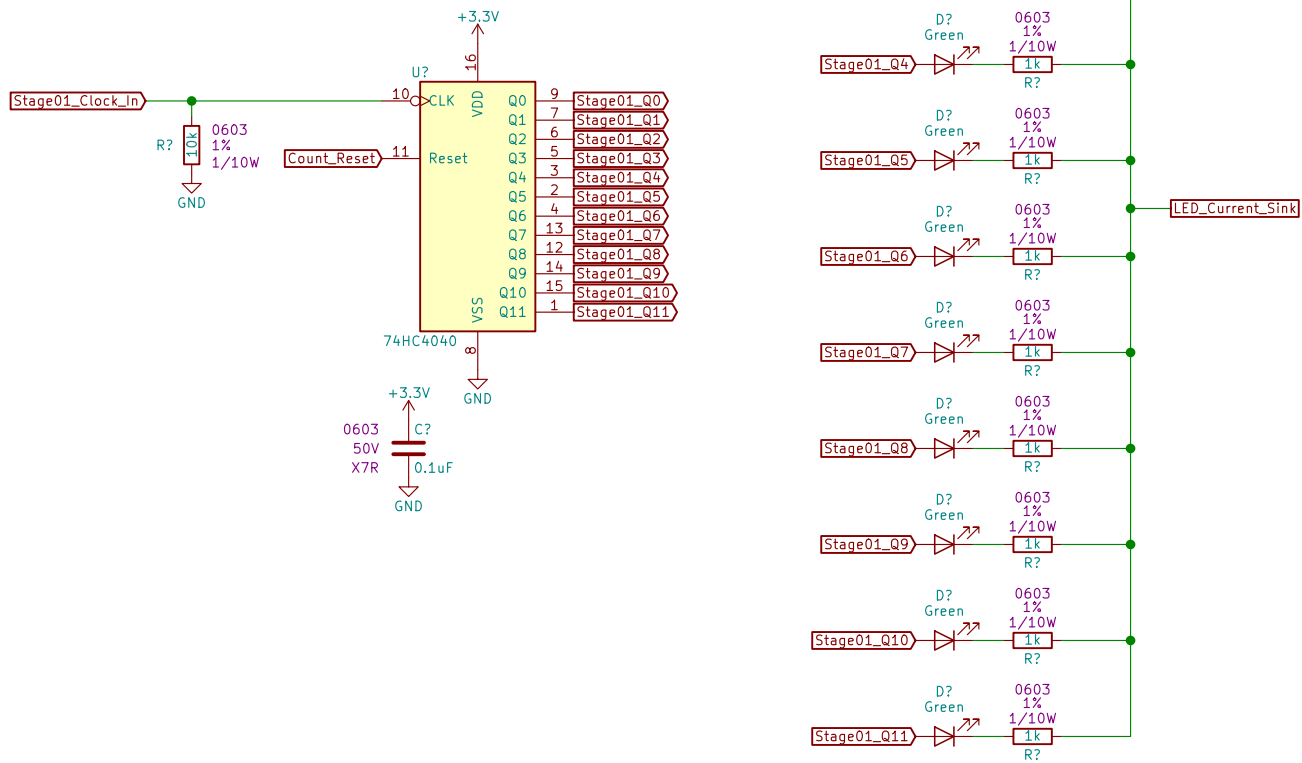 +3.3V
16
U?
Stage01_Clock_In
10
CLK
VDD
Q0
9
Stage01_Q0
Q1
7
Stage01_Q1
Q2
6
Stage01_Q2
R?
10k
0603
1%
1/10W
GND
Count_Reset
11
Reset
Q3
5
Stage01_Q3
Q4
3
Stage01_Q4
Q5
2
Stage01_Q5
Q6
4
Stage01_Q6
Q7
13
Stage01_Q7
Q8
12
Stage01_Q8
Q9
14
Stage01_Q9
Q10
15
Stage01_Q10
VSS
Q11
1
Stage01_Q11
74HC4040
8
GND
+3.3V
0603
50V
X7R
C?
0.1uF
GND
D?
Green
0603
1%
1/10W
Stage01_Q4
1k
R?
D?
Green
0603
1%
1/10W
Stage01_Q5
1k
R?
LED_Current_Sink
D?
Green
0603
1%
1/10W
Stage01_Q6
1k
R?
D?
Green
0603
1%
1/10W
Stage01_Q7
1k
R?
D?
Green
0603
1%
1/10W
Stage01_Q8
1k
R?
D?
Green
0603
1%
1/10W
Stage01_Q9
1k
R?
D?
Green
0603
1%
1/10W
Stage01_Q10
1k
R?
D?
Green
0603
1%
1/10W
Stage01_Q11
1k
R?